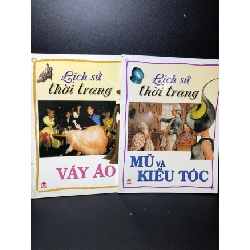 Lịch sử
thời trang
VÁY ÁO
Lịch sử
thời trang
MŨ VÀ
KIỂU TÓC